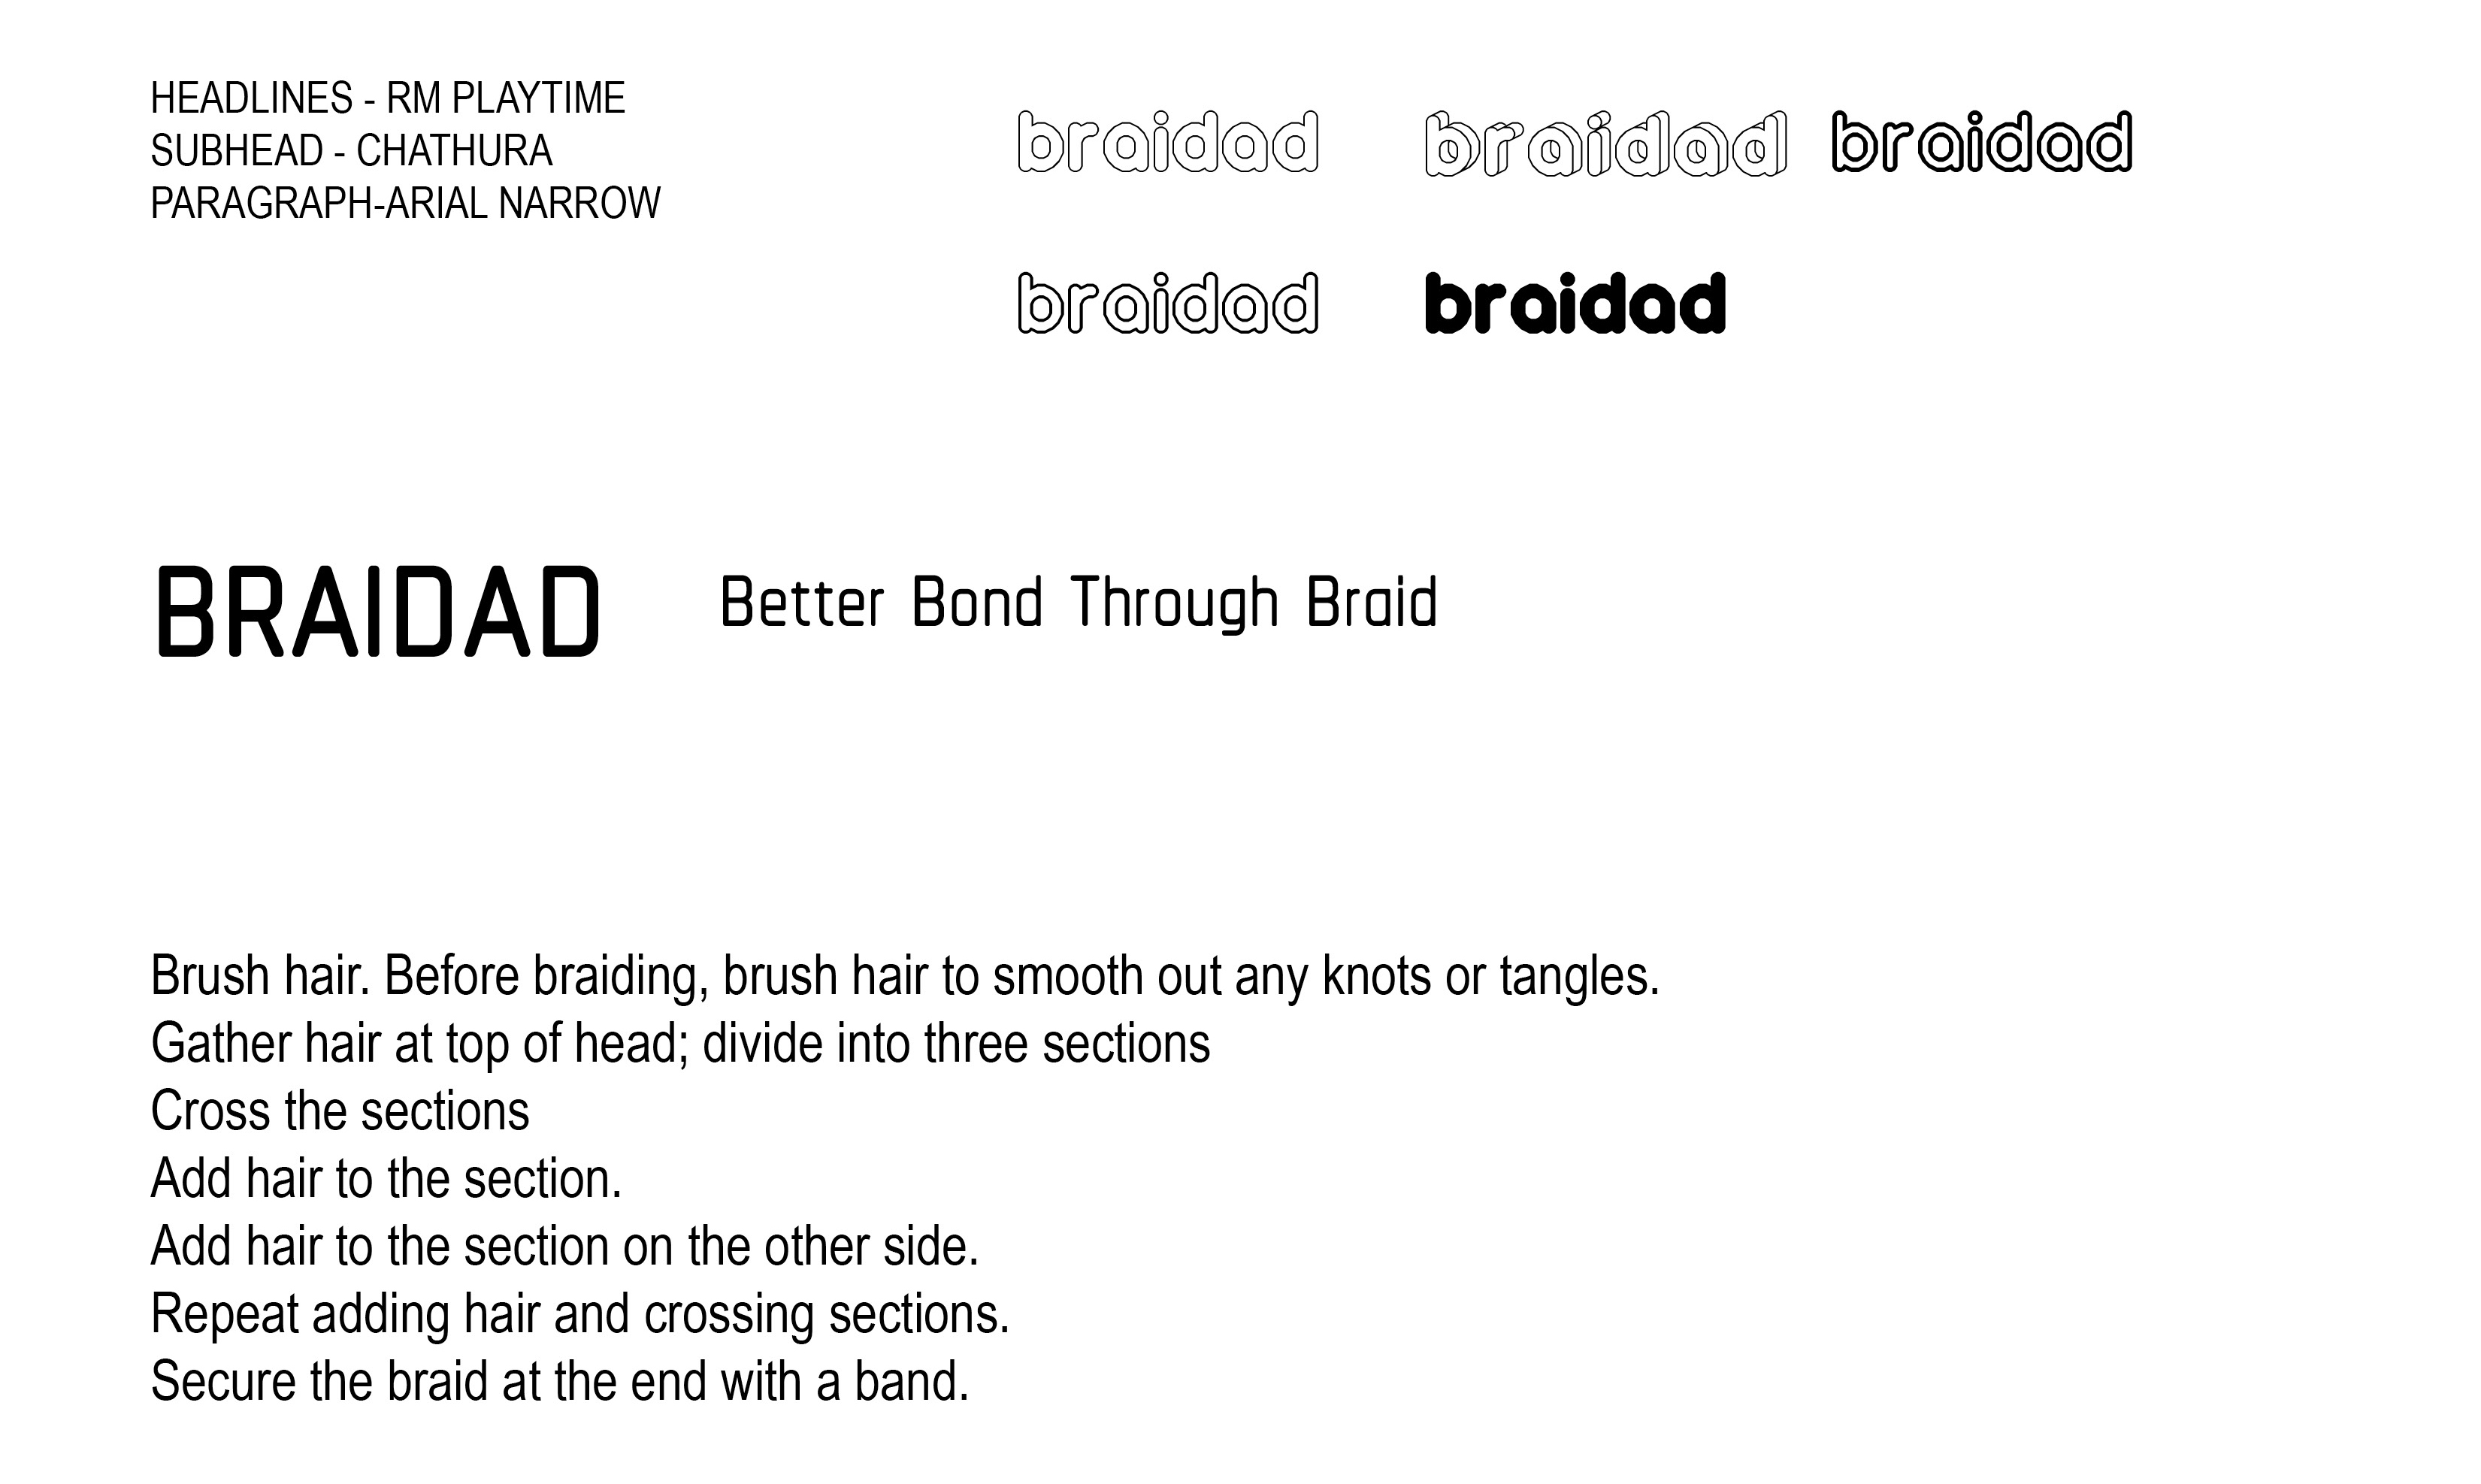 HEADLINES - RM PLAYTIME
SUBHEAD - CHATHURA
PARAGRAPH-ARIAL NARROW
braidad braidad braidad
braidad braidad
BRAIDAD Better Bond Through Braid
Brush hair. Before braiding, brush hair to smooth out any knots or tangles.
Gather hair at top of head; divide into three sections
Cross the sections
Add hair to the section.
Add hair to the section on the other side.
Repeat adding hair and crossing sections.
Secure the braid at the end with a band.